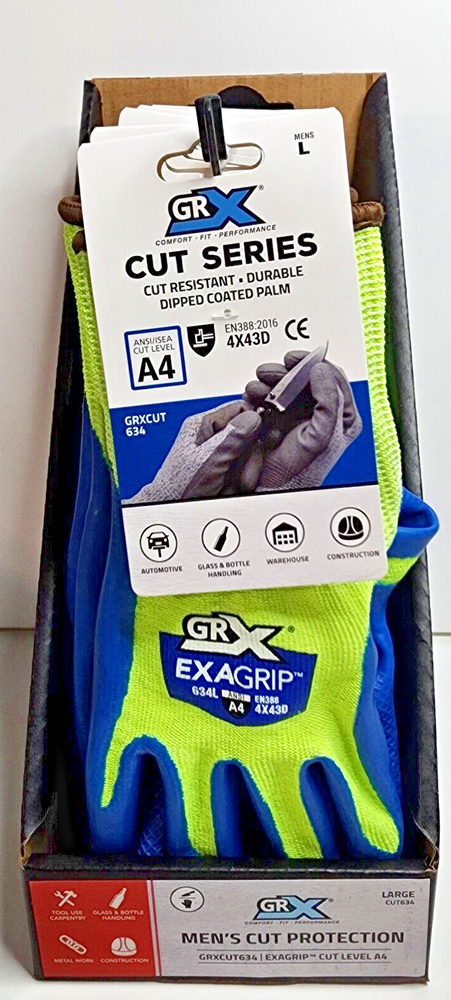 MENS
L
GRX®
COMFORT - FIT - PERFORMANCE
CUT SERIES
CUT RESISTANT • DURABLE
DIPPED COATED PALM
ANSI/ISEA
CUT LEVEL
A4
EN388:2016
4X43D
CE
GRXCUT
634
AUTOMOTIVE
GLASS & BOTTLE
HANDLING
WAREHOUSE
CONSTRUCTION
GRX®
EXAGRIP™
634L
ANSI
A4
EN388
4X43D
TOOL USE
CARPENTRY
GLASS & BOTTLE
HANDLING
METAL WORK
CONSTRUCTION
GRX®
COMFORT - FIT - PERFORMANCE
LARGE
CUT634
MEN'S CUT PROTECTION
GRXCUT634 | EXAGRIP™ CUT LEVEL A4